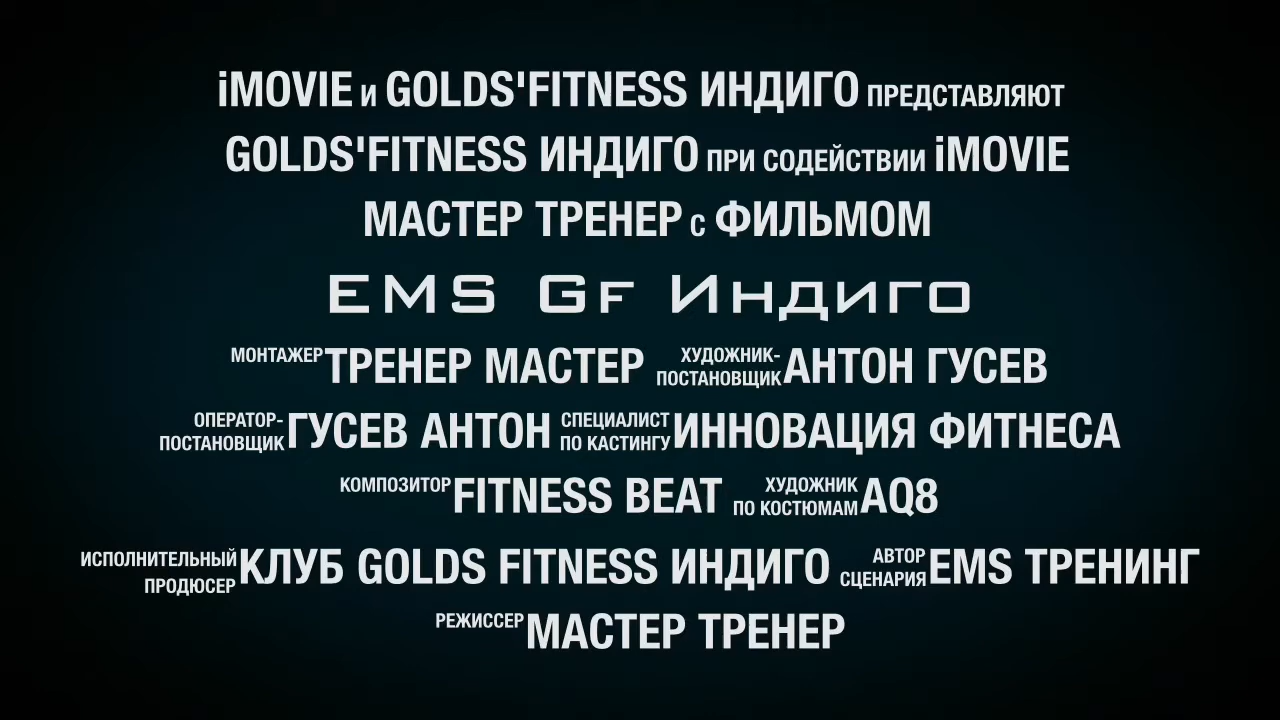 iMOVIE И GOLDS'FITNESS ИНДИГО ПРЕДСТАВЛЯЮТ
GOLDS'FITNESS ИНДИГО ПРИ СОДЕЙСТВИИ iMOVIE
МАСТЕР ТРЕНЕР С ФИЛЬМОМ
EMS GF Индиго
МОНТАЖЕР ТРЕНЕР МАСТЕР ХУДОЖНИК-ПОСТАНОВЩИК АНТОН ГУСЕВ
ОПЕРАТОР-ПОСТАНОВЩИК ГУСЕВ АНТОН СПЕЦИАЛИСТ ПО КАСТИНГУ ИННОВАЦИЯ ФИТНЕСА
КОМПОЗИТОР FITNESS BEAT ХУДОЖНИК ПО КОСТЮМАМ AQ8
ИСПОЛНИТЕЛЬНЫЙ ПРОДЮСЕР КЛУБ GOLDS FITNESS ИНДИГО АВТОР СЦЕНАРИЯ EMS ТРЕНИНГ
РЕЖИССЕР МАСТЕР ТРЕНЕР